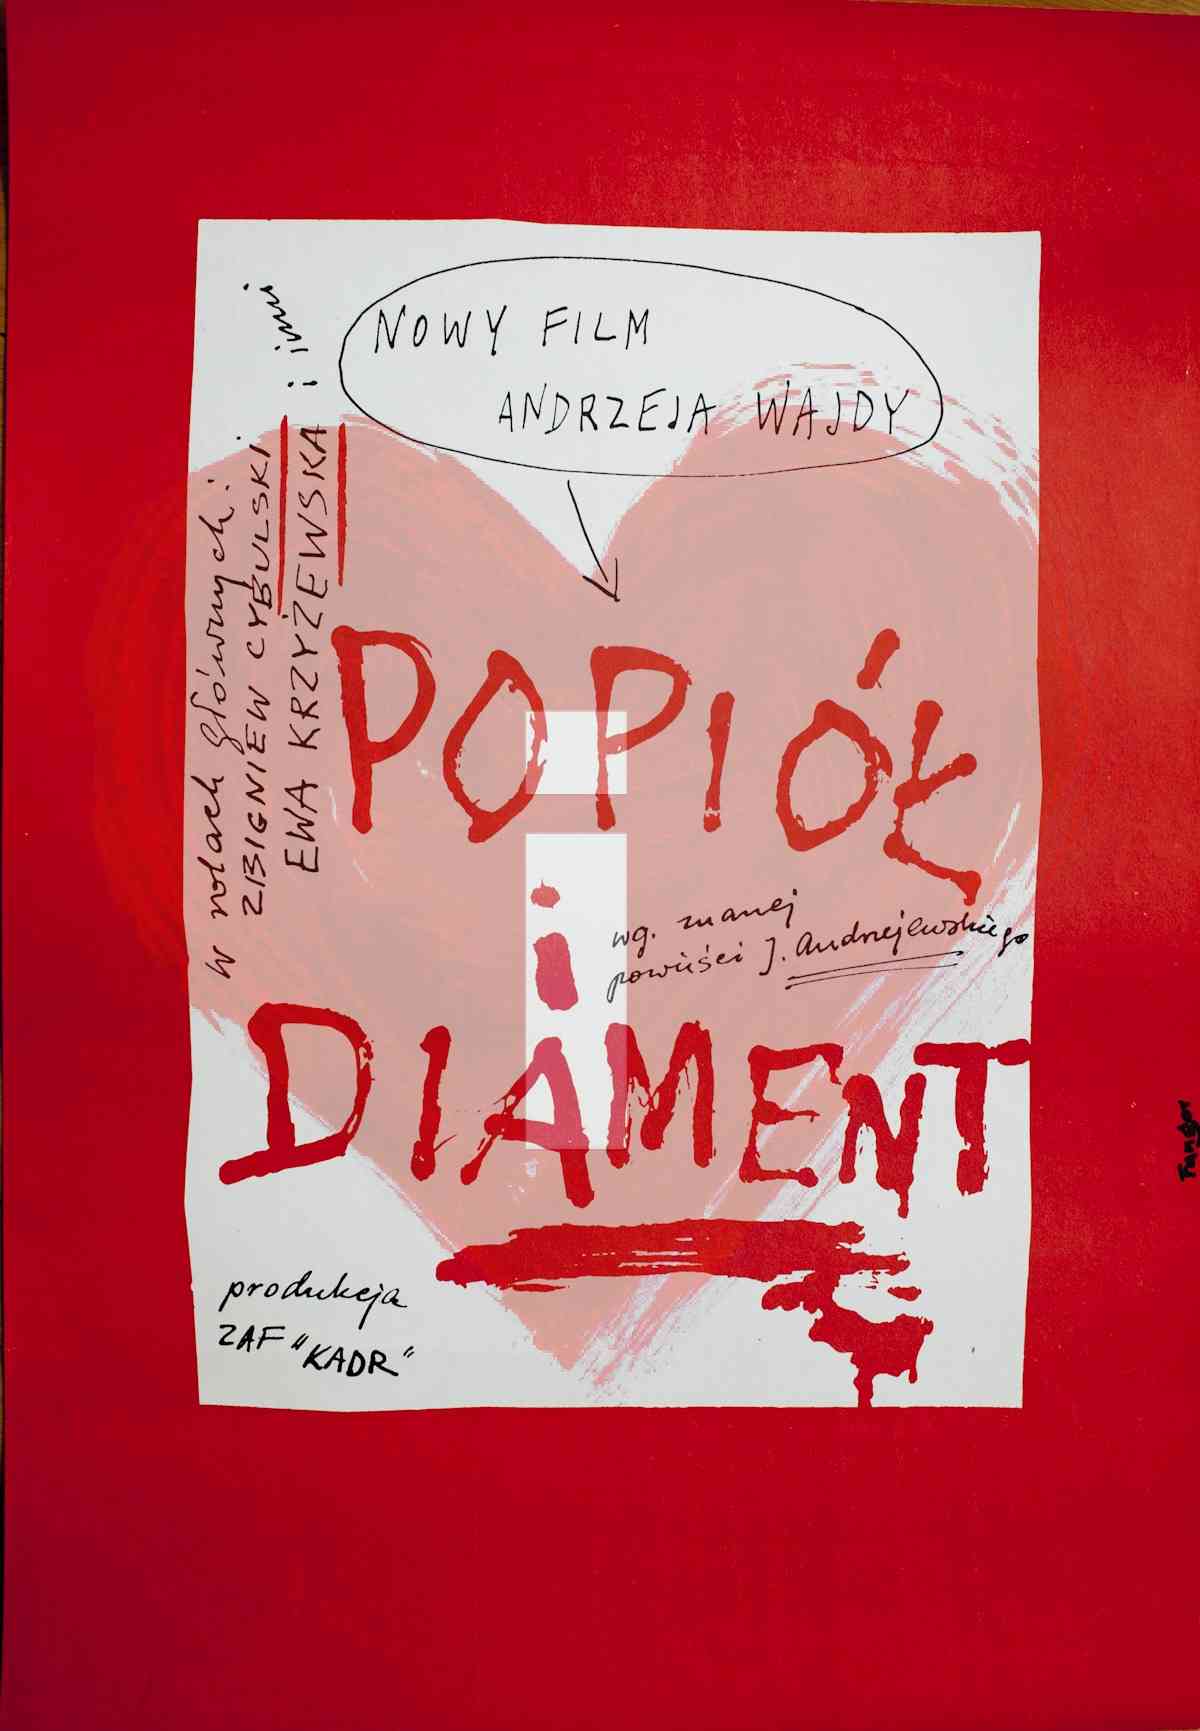 NOWY FILM
ANDRZEJA WAJDY
w rolach głównych:
ZBIGNIEW CYBULSKI
EWA KRZYŻEWSKA i inni
POPIÓŁ
i
wg. znanej
powieści J. Andrzejewskiego
DIAMENT
produkcja
ZAF "KADR"
Fangor